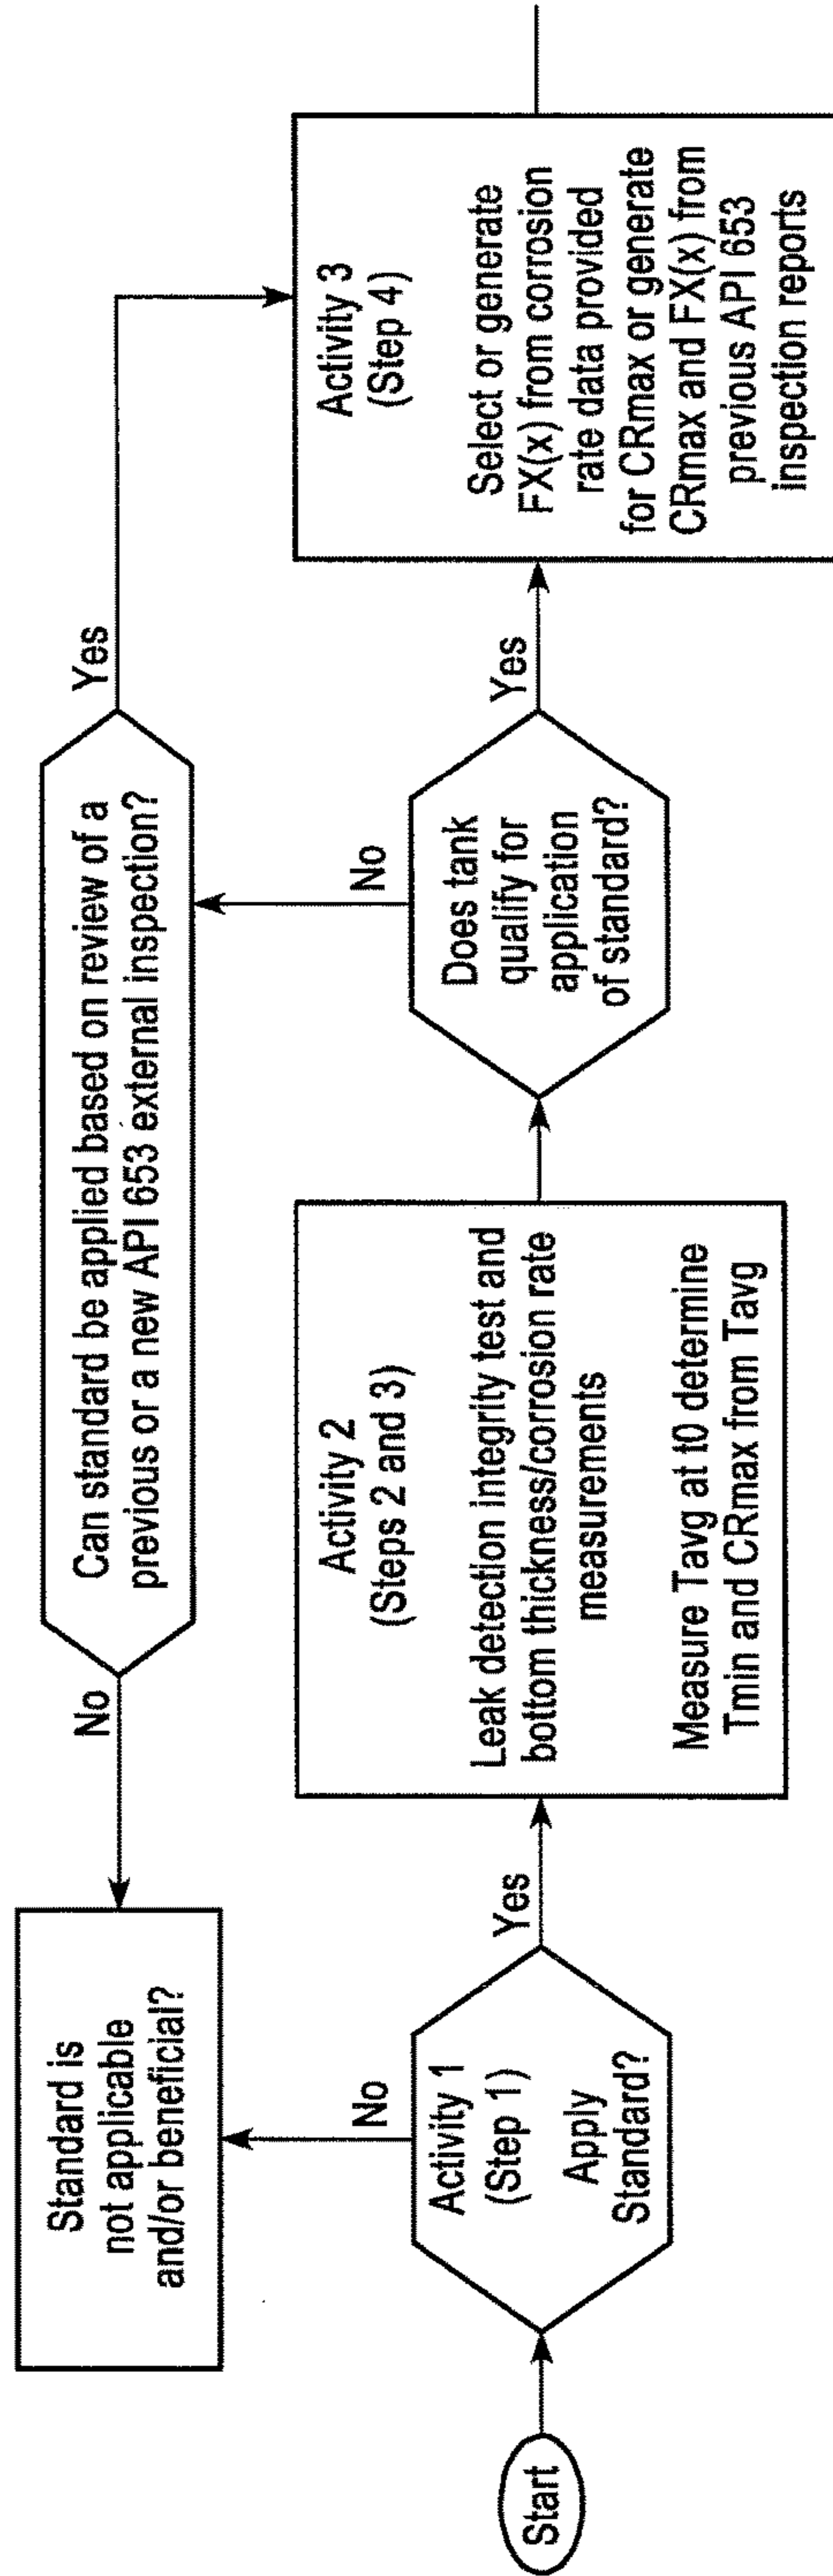 Start
Activity 1
(Step 1)
Apply
Standard?
No
Yes
Standard is
not applicable
and/or beneficial?
Activity 2
(Steps 2 and 3)
Leak detection integrity test and
bottom thickness/corrosion rate
measurements
Measure Tavg at t0 determine
Tmin and CRmax from Tavg
Does tank
qualify for
application
of standard?
No
Yes
Can standard be applied based on review of a
previous or a new API 653 external inspection?
No
Yes
Activity 3
(Step 4)
Select or generate
FX(x) from corrosion
rate data provided
for CRmax or generate
CRmax and FX(x) from
previous API 653
inspection reports